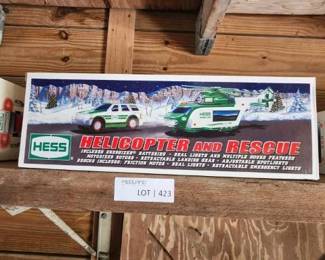 HESS
HESS
HELICOPTER AND RESCUE
INCLUDES ENERGIZER® BATTERIES - REAL LIGHTS AND MULTIPLE SOUND FEATURES
MOTORIZED ROTORS - RETRACTABLE LANDING GEAR - ADJUSTABLE SPOTLIGHTS
RESCUE INCLUDES: FRICTION MOTOR - REAL LIGHTS - RETRACTABLE EMERGENCY LIGHTS
LOT | 423